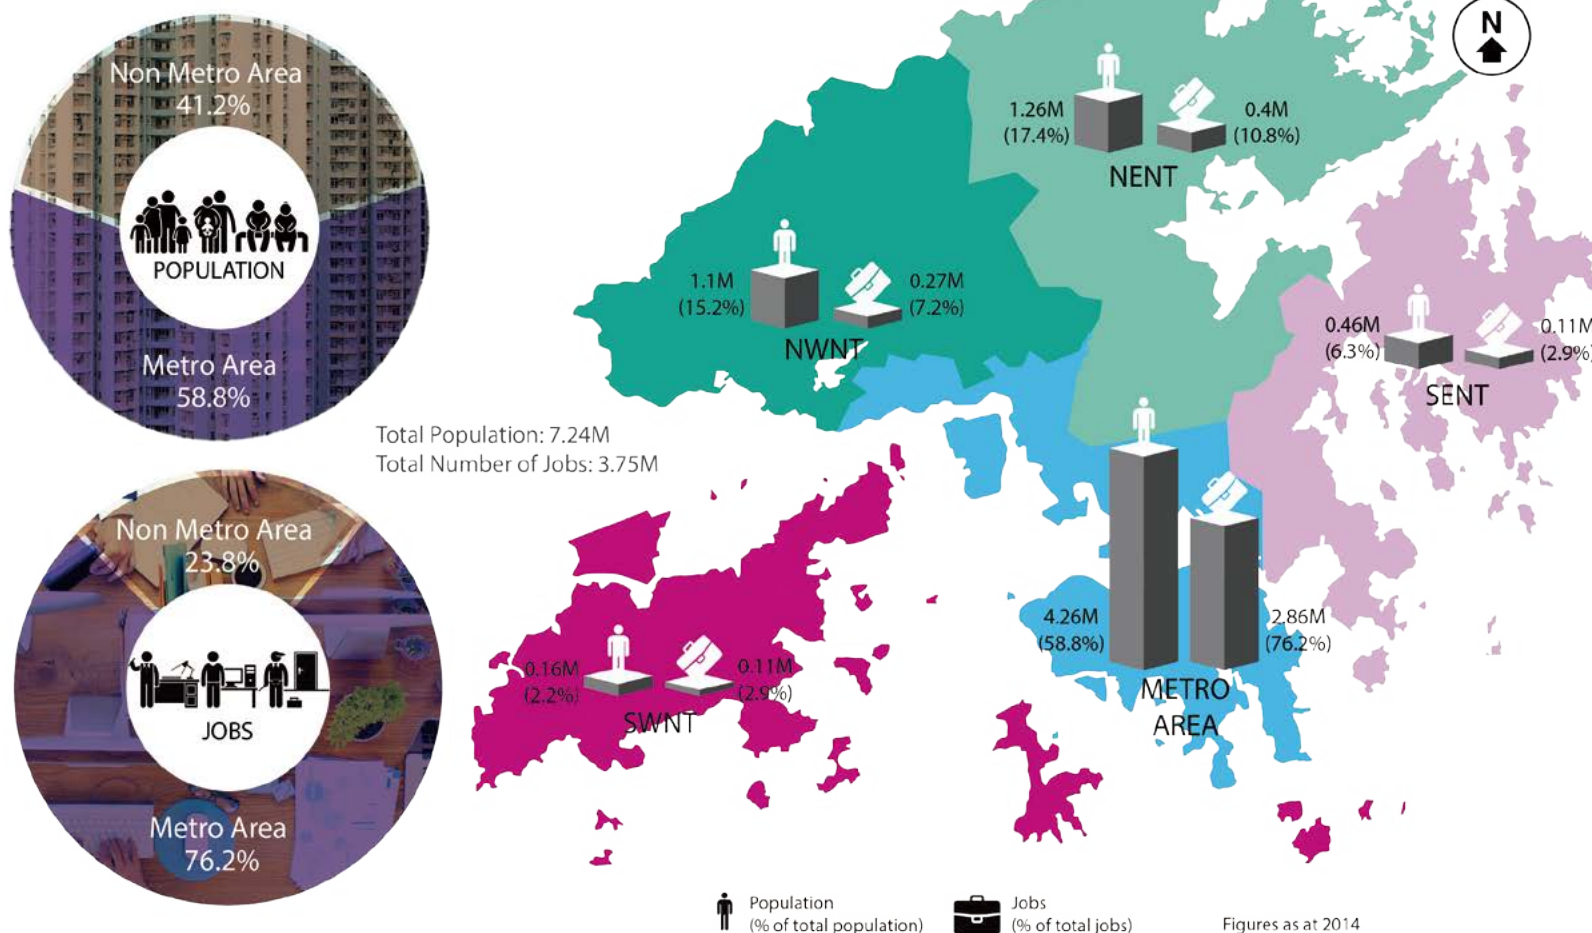 Non Metro Area
41.2%
POPULATION
Metro Area
58.8%
Total Population: 7.24M
Total Number of Jobs: 3.75M
Non Metro Area
23.8%
JOBS
Metro Area
76.2%
N
1.26M
(17.4%)
0.4M
(10.8%)
NENT
1.1M
(15.2%)
0.27M
(7.2%)
NWNT
0.46M
(6.3%)
0.11M
(2.9%)
SENT
4.26M
(58.8%)
2.86M
(76.2%)
METRO
AREA
0.16M
(2.2%)
0.11M
(2.9%)
SWNT
Population
(% of total population)
Jobs
(% of total jobs)
Figures as at 2014